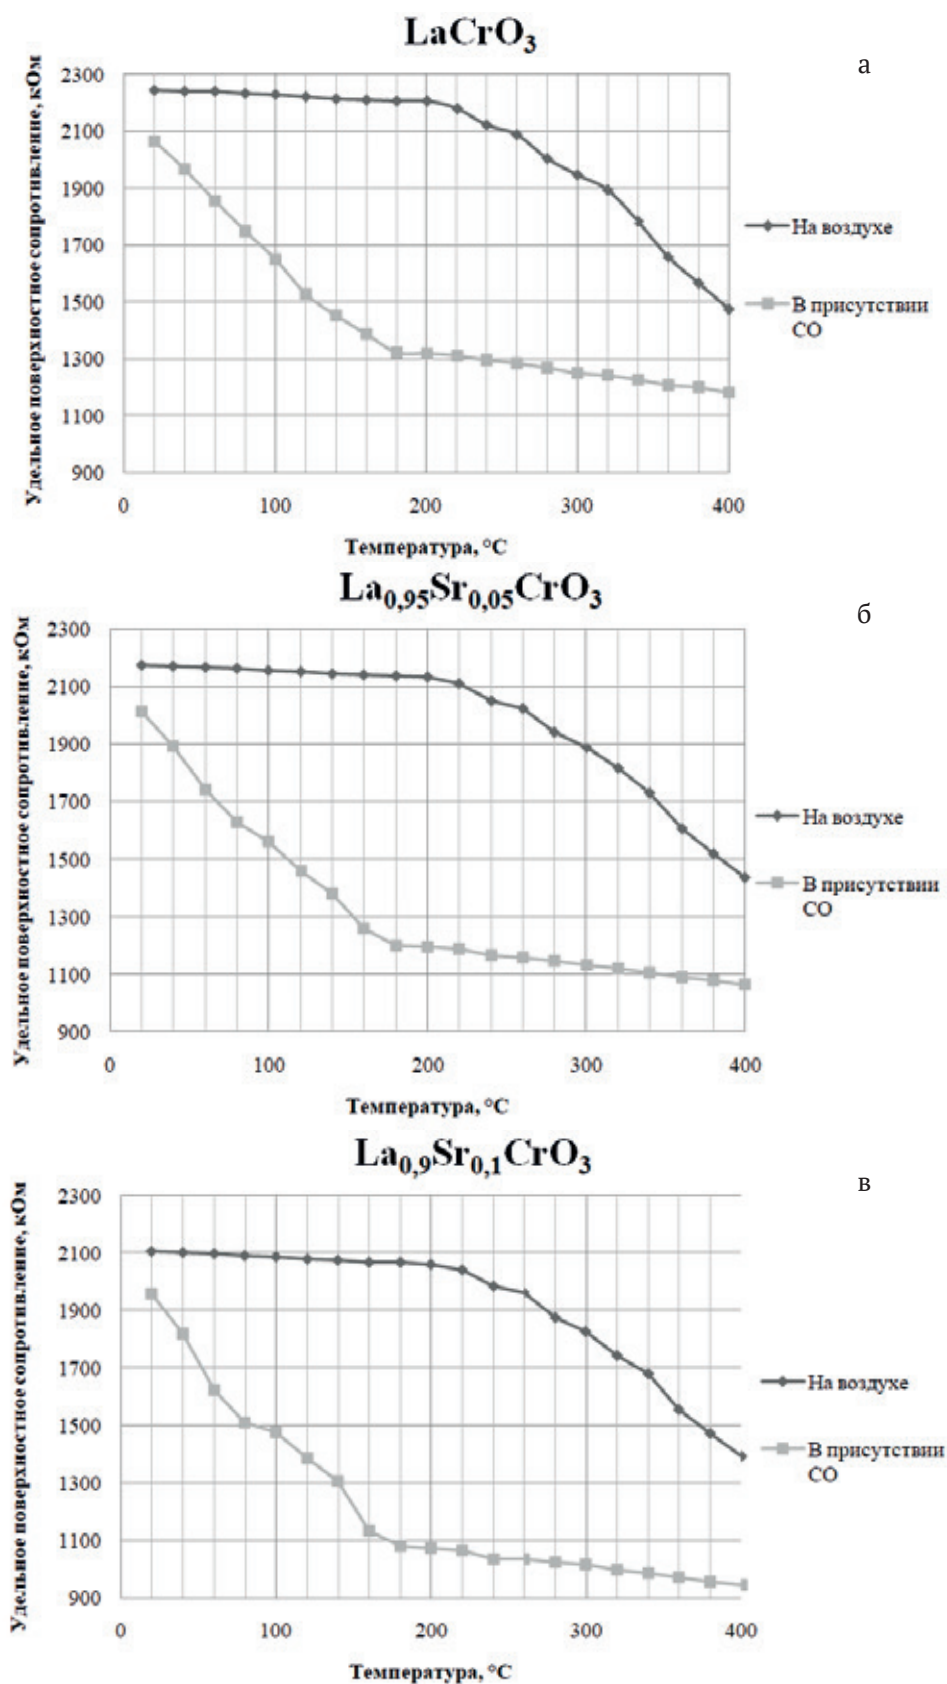 LaCrO3
а
Удельное поверхностное сопротивление, кОм
2300
2100
1900
1700
1500
1300
1100
900
0 100 200 300 400
Температура, °С
На воздухе
В присутствии
СО
La0,95Sr0,05CrO3
б
Удельное поверхностное сопротивление, кОм
2300
2100
1900
1700
1500
1300
1100
900
0 100 200 300 400
Температура, °С
На воздухе
В присутствии
СО
La0,9Sr0,1CrO3
в
Удельное поверхностное сопротивление, кОм
2300
2100
1900
1700
1500
1300
1100
900
0 100 200 300 400
Температура, °С
На воздухе
В присутствии
СО